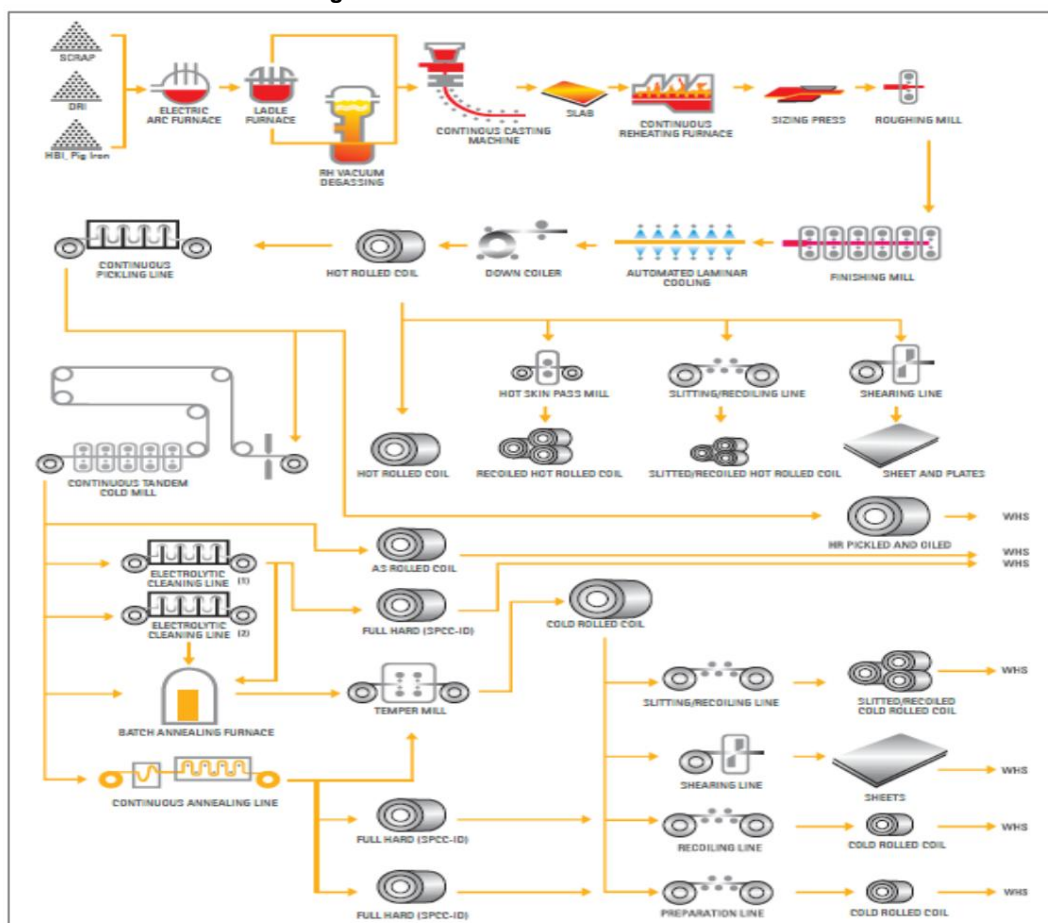 SCRAP
DRI
HBI, Pig Iron
ELECTRIC
ARC FURNACE
LADLE
FURNACE
RH VACUUM
DEGASSING
CONTINOUS CASTING
MACHINE
SLAB
CONTINUOUS
REHEATING FURNACE
SIZING PRESS
ROUGHING MILL
CONTINUOUS
PICKLING LINE
HOT ROLLED COIL
DOWN COILER
AUTOMATED LAMINAR
COOLING
FINISHING MILL
HOT SKIN PASS MILL
SLITTING/RECOILING LINE
SHEARING LINE
CONTINUOUS TANDEM
COLD MILL
HOT ROLLED COIL
RECOILED HOT ROLLED COIL
SLITTED/RECOILED HOT ROLLED COIL
SHEET AND PLATES
HR PICKLED AND OILED
WHS
AS ROLLED COIL
WHS
WHS
ELECTROLYTIC
CLEANING LINE (1)
FULL HARD (SPCC-ID)
COLD ROLLED COIL
ELECTROLYTIC
CLEANING LINE (2)
BATCH ANNEALING FURNACE
TEMPER MILL
SLITTING/RECOILING LINE
SLITTED/RECOILED
COLD ROLLED COIL
WHS
CONTINUOUS ANNEALING LINE
SHEARING LINE
SHEETS
WHS
FULL HARD (SPCC-ID)
RECOILING LINE
COLD ROLLED COIL
WHS
FULL HARD (SPCC-ID)
PREPARATION LINE
COLD ROLLED COIL
WHS